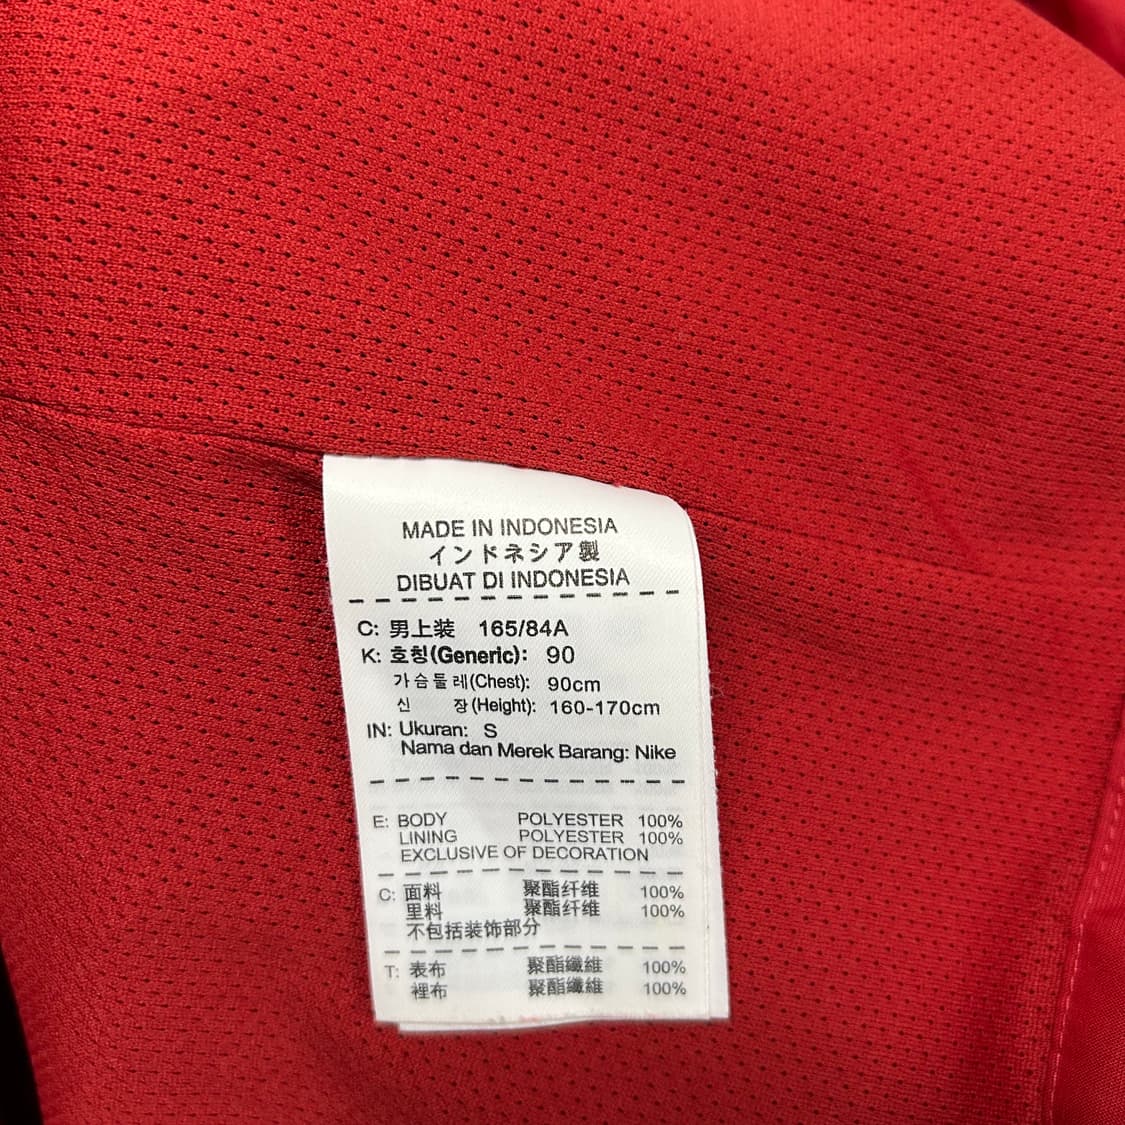 MADE IN INDONESIA
インドネシア製
DIBUAT DI INDONESIA
C: 男上装 165/84A
K: 호칭(Generic): 90
가슴둘레(Chest): 90cm
신 장(Height): 160-170cm
IN: Ukuran: S
Nama dan Merek Barang: Nike
E: BODY POLYESTER 100%
LINING POLYESTER 100%
EXCLUSIVE OF DECORATION
C: 面料 聚酯纤维 100%
里料 聚酯纤维 100%
不包括装饰部分
T: 表布 聚酯纖維 100%
裡布 聚酯纖維 100%